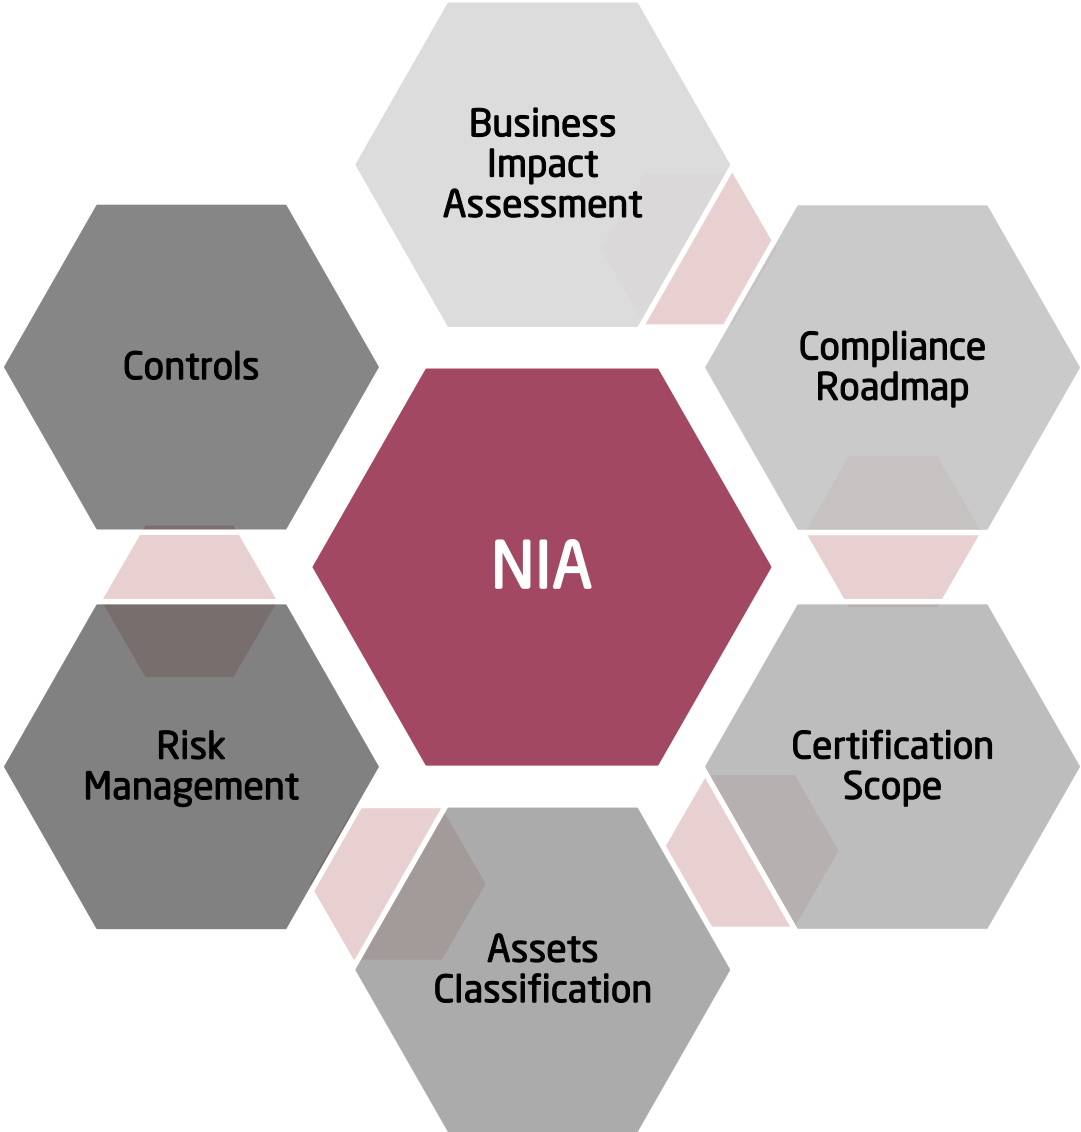 Business
Impact
Assessment
Compliance
Roadmap
Certification
Scope
Assets
Classification
Risk
Management
Controls
NIA